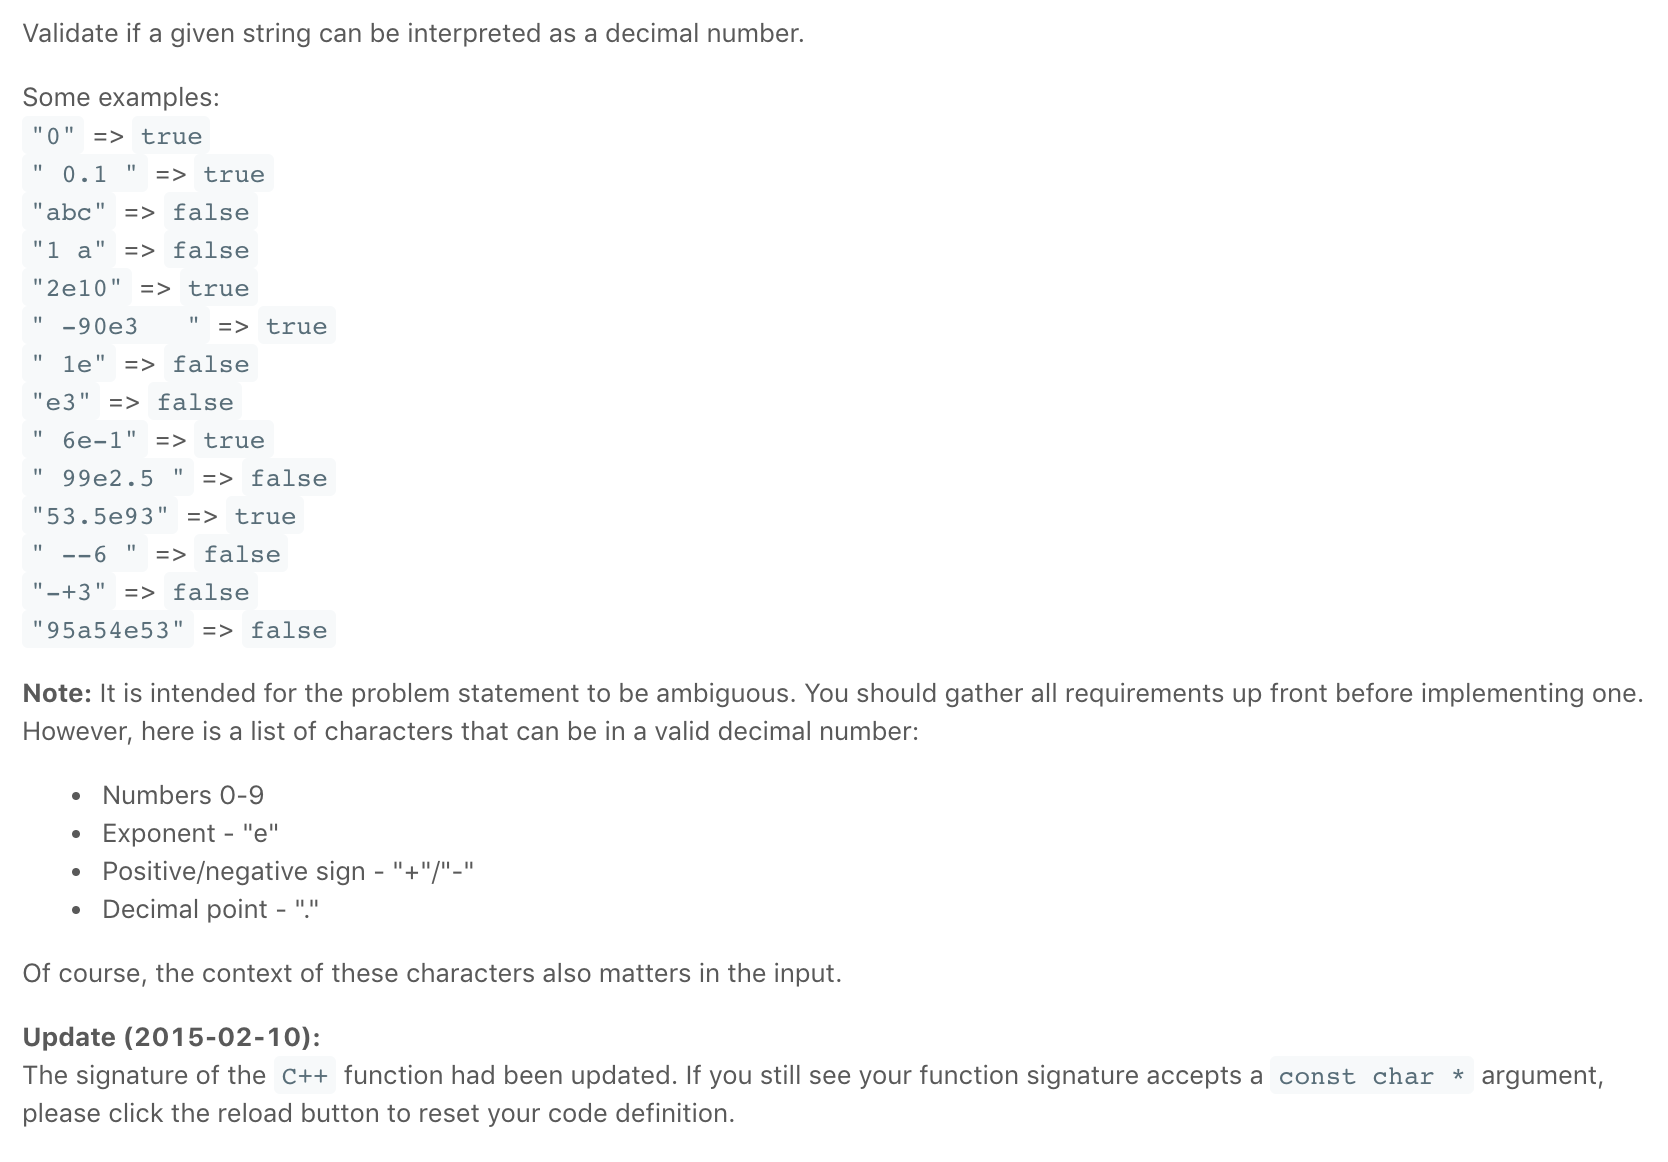 Validate if a given string can be interpreted as a decimal number.
Some examples:
"0" => true
" 0.1 " => true
"abc" => false
"1 a" => false
"2e10" => true
" -90e3   " => true
" 1e" => false
"e3" => false
" 6e-1" => true
" 99e2.5 " => false
"53.5e93" => true
" --6 " => false
"-+3" => false
"95a54e53" => false
Note: It is intended for the problem statement to be ambiguous. You should gather all requirements up front before implementing one.
However, here is a list of characters that can be in a valid decimal number:
• Numbers 0-9
• Exponent - "e"
• Positive/negative sign - "+"/"-"
• Decimal point - "."
Of course, the context of these characters also matters in the input.
Update (2015-02-10):
The signature of the C++ function had been updated. If you still see your function signature accepts a const char * argument,
please click the reload button to reset your code definition.